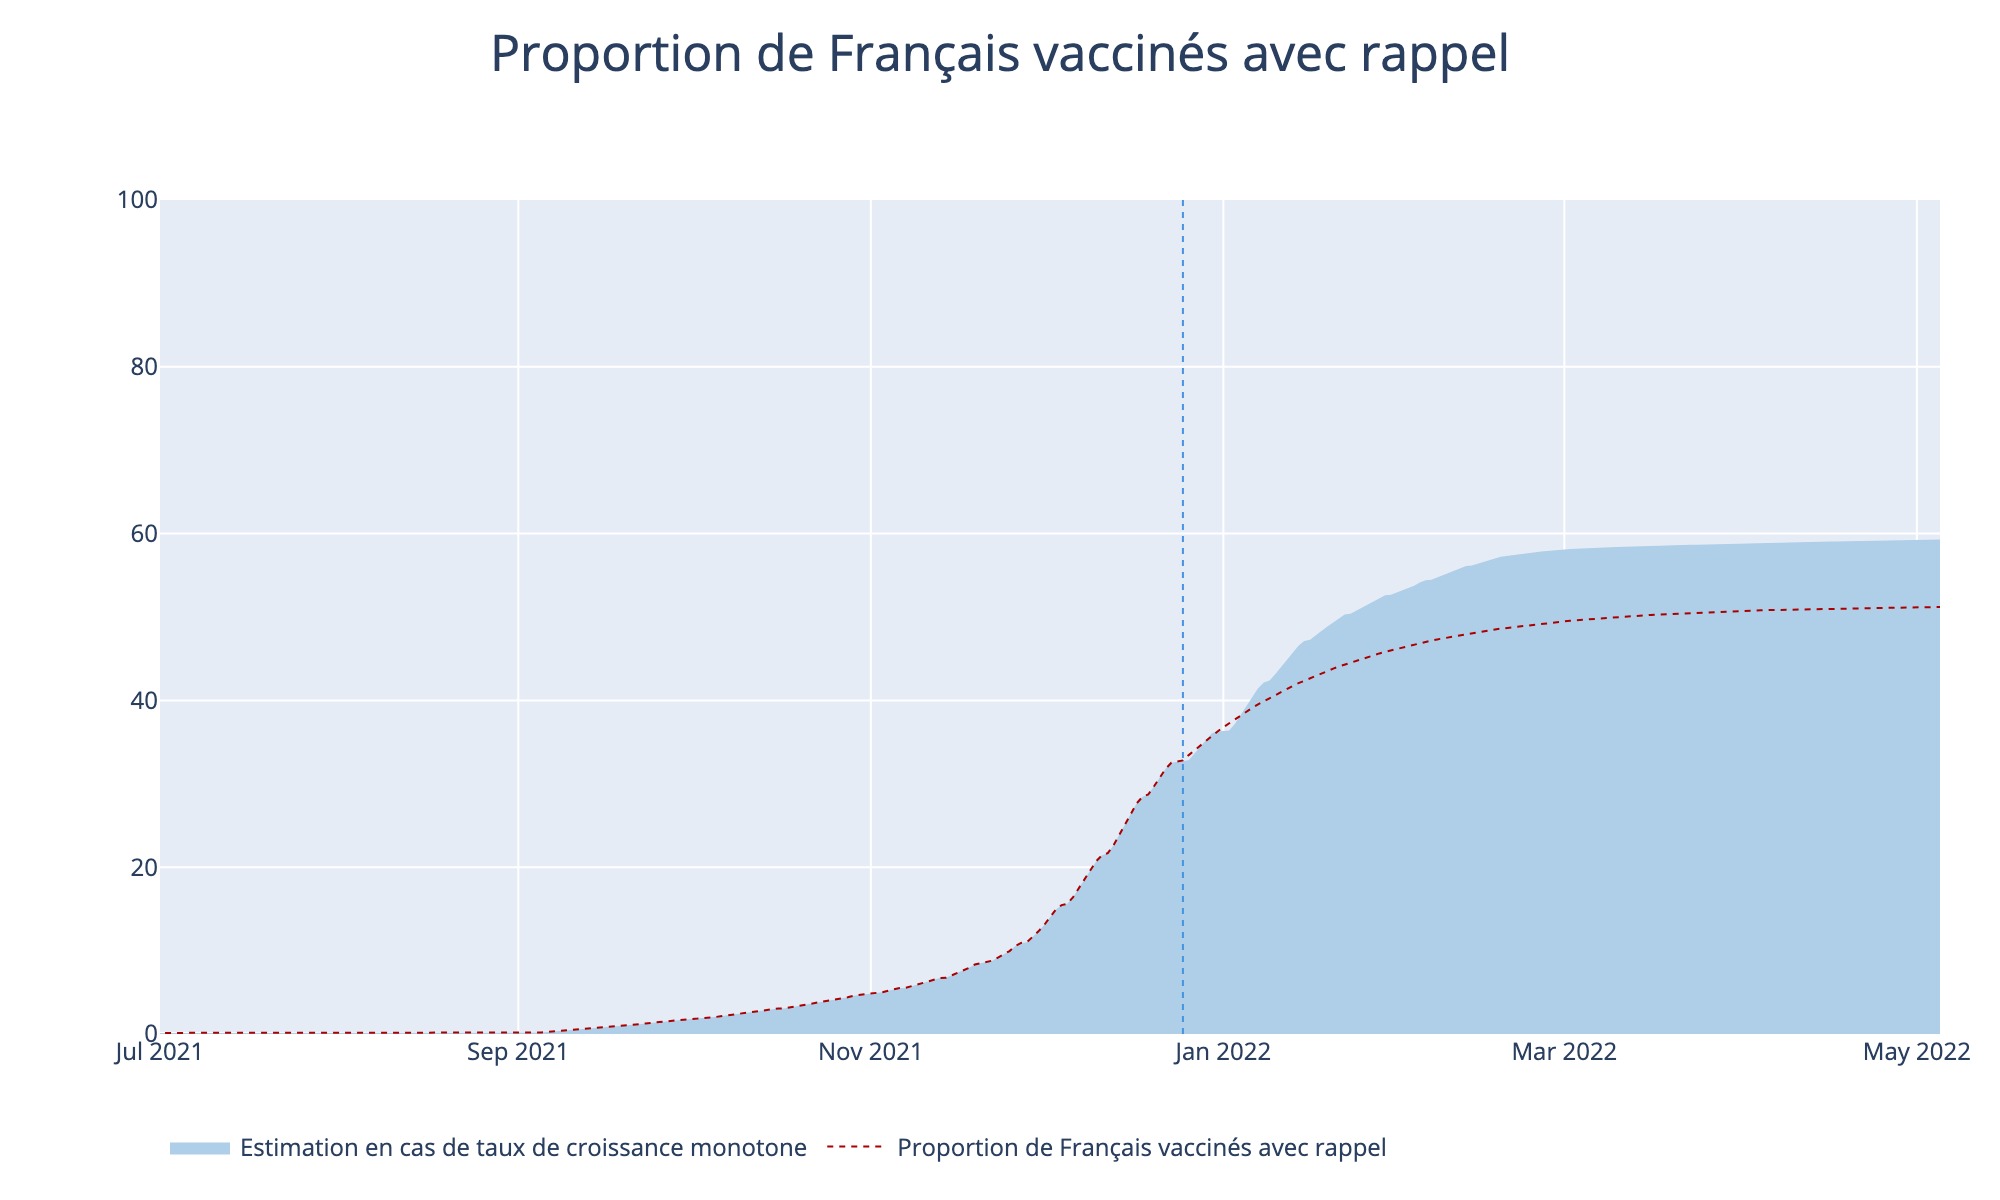 Proportion de Français vaccinés avec rappel
100
80
60
40
20
0
Jul 2021 Sep 2021 Nov 2021 Jan 2022 Mar 2022 May 2022
Estimation en cas de taux de croissance monotone Proportion de Français vaccinés avec rappel